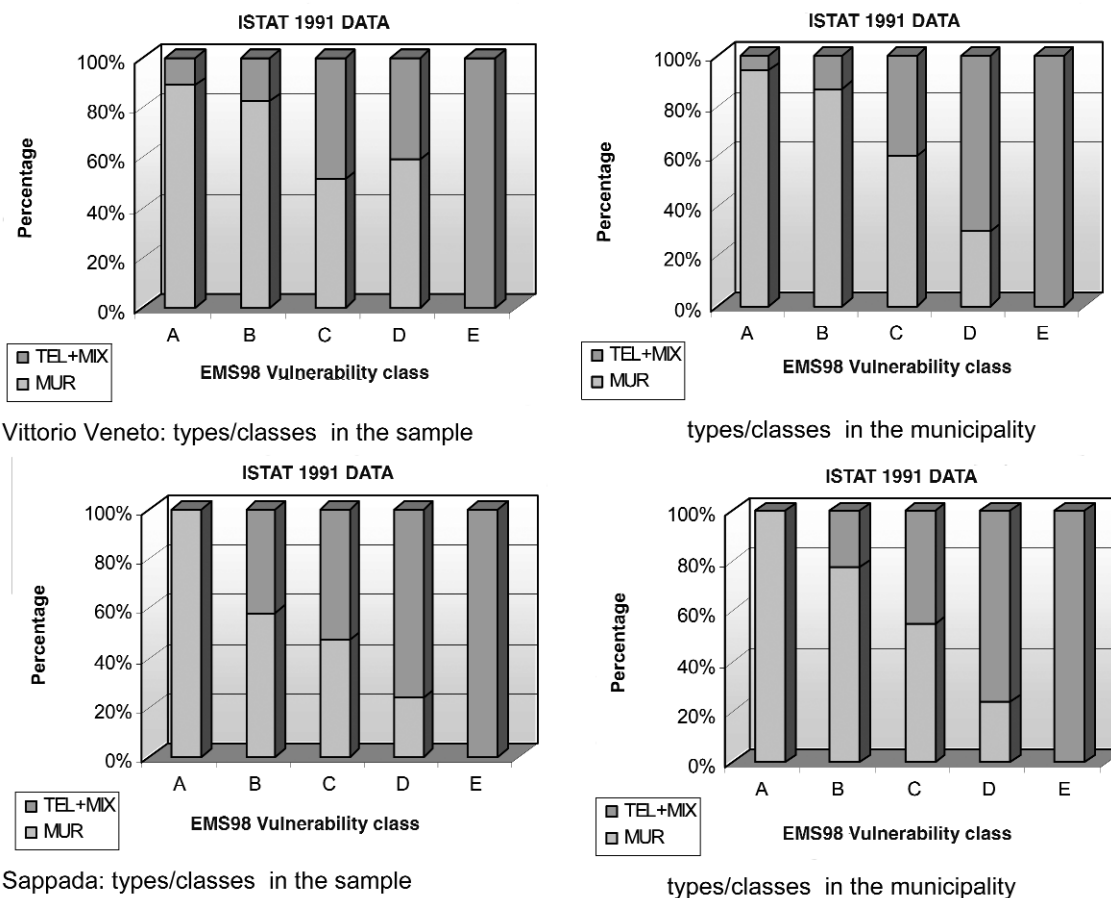 ISTAT 1991 DATA
Percentage
100%
80%
60%
40%
20%
0%
A B C D E
TEL+MIX
MUR
EMS98 Vulnerability class
Vittorio Veneto: types/classes in the sample
ISTAT 1991 DATA
Percentage
100%
80%
60%
40%
20%
0%
A B C D E
TEL+MIX
MUR
EMS98 Vulnerability class
types/classes in the municipality
ISTAT 1991 DATA
Percentage
100%
80%
60%
40%
20%
0%
A B C D E
TEL+MIX
MUR
EMS98 Vulnerability class
Sappada: types/classes in the sample
ISTAT 1991 DATA
Percentage
100%
80%
60%
40%
20%
0%
A B C D E
TEL+MIX
MUR
EMS98 Vulnerability class
types/classes in the municipality